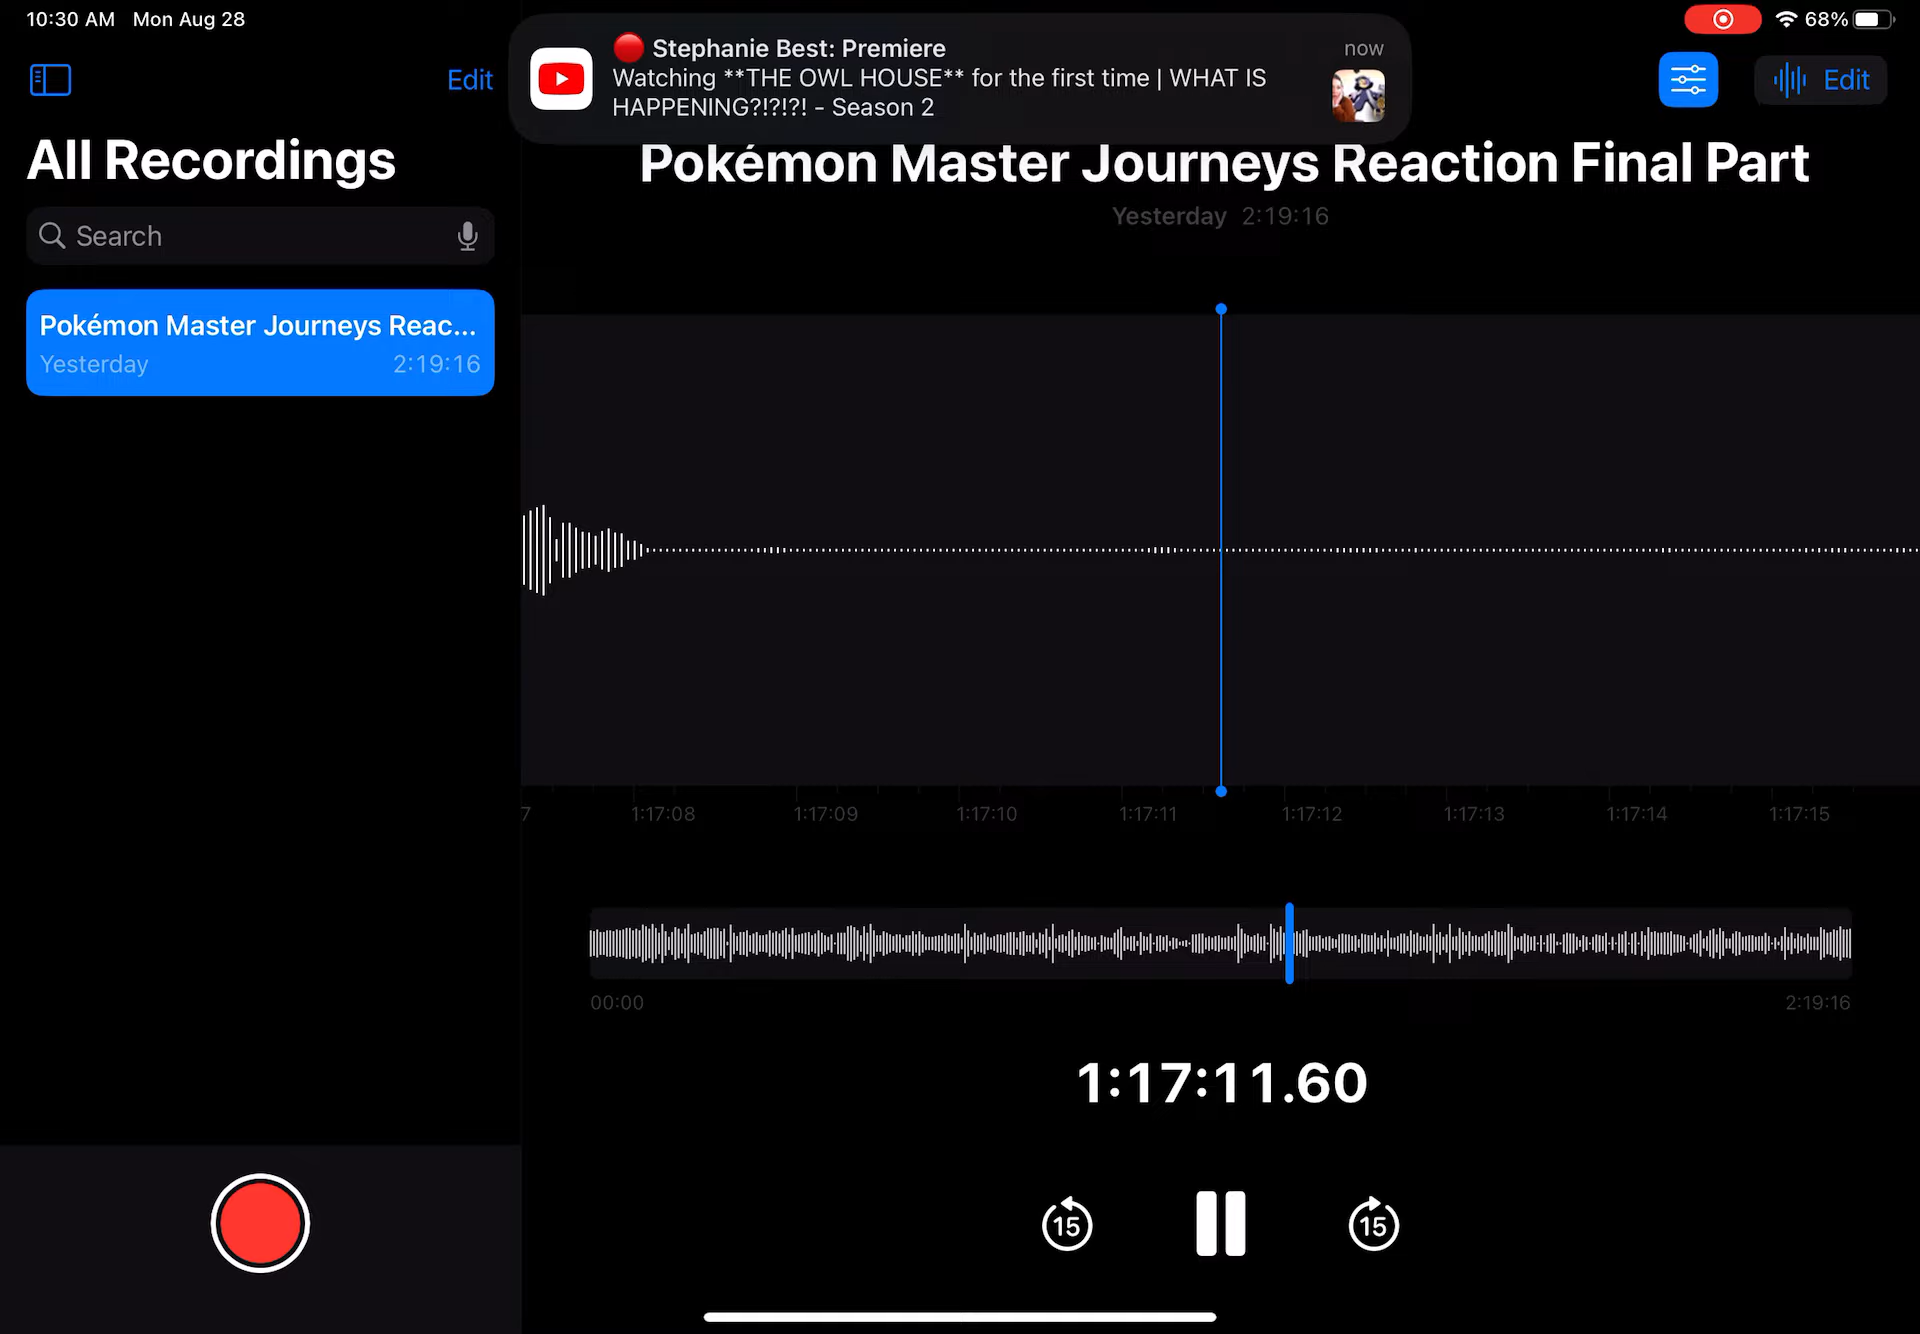 10:30 AM Mon Aug 28
68%
Edit
🔴 Stephanie Best: Premiere
now
Watching **THE OWL HOUSE** for the first time | WHAT IS
HAPPENING?!?!?! - Season 2
Edit
All Recordings
Search
Pokémon Master Journeys Reac...
Yesterday 2:19:16
Pokémon Master Journeys Reaction Final Part
Yesterday 2:19:16
7 1:17:08 1:17:09 1:17:10 1:17:11 1:17:12 1:17:13 1:17:14 1:17:15
00:00 2:19:16
1:17:11.60
15 15